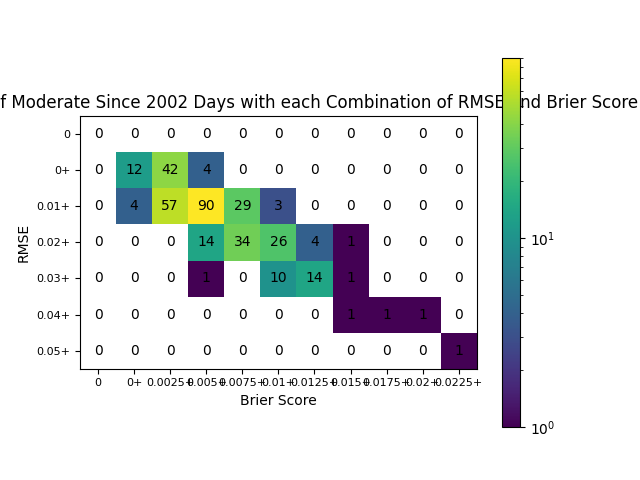 f Moderate Since 2002 Days with each Combination of RMSE and Brier Score
0 0 0 0 0 0 0 0 0 0 0 0
0+ 0 12 42 4 0 0 0 0 0 0 0
0.01+ 0 4 57 90 29 3 0 0 0 0 0
0.02+ 0 0 0 14 34 26 4 1 0 0 0
0.03+ 0 0 0 1 0 10 14 1 0 0 0
0.04+ 0 0 0 0 0 0 0 1 1 1 0
0.05+ 0 0 0 0 0 0 0 0 0 0 1
RMSE
0 0+ 0.0025+ 0.005+ 0.0075+ 0.01+ 0.0125+ 0.015+ 0.0175+ 0.02+ 0.0225+
Brier Score
10^1
10^0